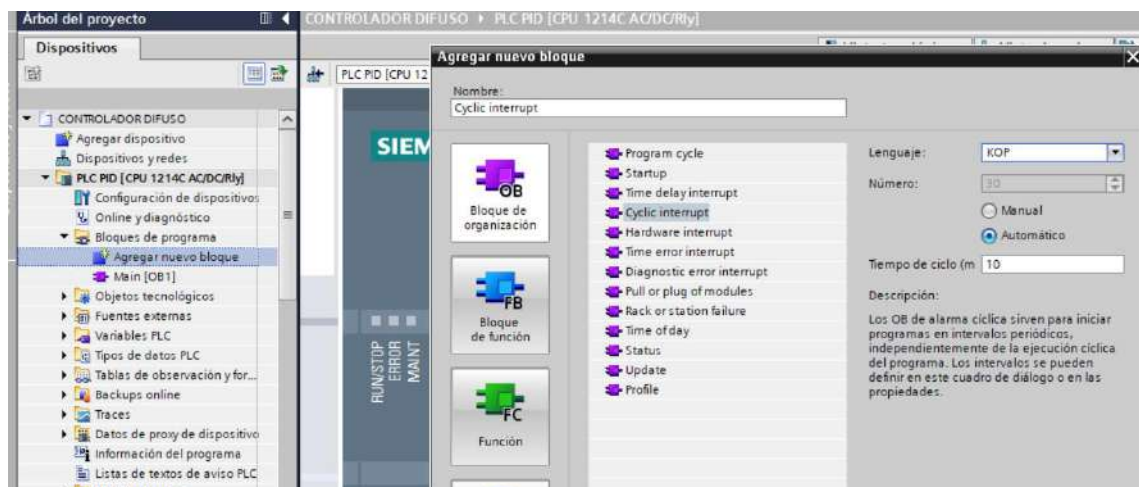 Árbol del proyecto
CONTROLADOR DIFUSO PLC PID [CPU 1214C AC/DC/Rly]
Dispositivos
PLC PID [CPU 12
CONTROLADOR DIFUSO
Agregar dispositivo
Dispositivos y redes
PLC PID [CPU 1214C AC/DC/Rly]
Configuración de dispositivos
Online y diagnóstico
Bloques de programa
Agregar nuevo bloque
Main [OB1]
Objetos tecnológicos
Fuentes externas
Variables PLC
Tipos de datos PLC
Tablas de observación y for...
Backups online
Traces
Datos de proxy de dispositivo
Información del programa
Listas de textos de aviso PLC
SIEM
RUN/STOP
ERROR
MAINT
Agregar nuevo bloque
X
Nombre:
Cyclic interrupt
OB
Bloque de
organización
FB
Bloque
de función
FC
Función
Program cycle
Startup
Time delay interrupt
Cyclic interrupt
Hardware interrupt
Time error interrupt
Diagnostic error interrupt
Pull or plug of modules
Rack or station failure
Time of day
Status
Update
Profile
Lenguaje: KOP
Número: 30
Manual
Automático
Tiempo de ciclo (m 10
Descripción:
Los OB de alarma cíclica sirven para iniciar
programas en intervalos periódicos,
independientemente de la ejecución cíclica
del programa. Los intervalos se pueden
definir en este cuadro de diálogo o en las
propiedades.